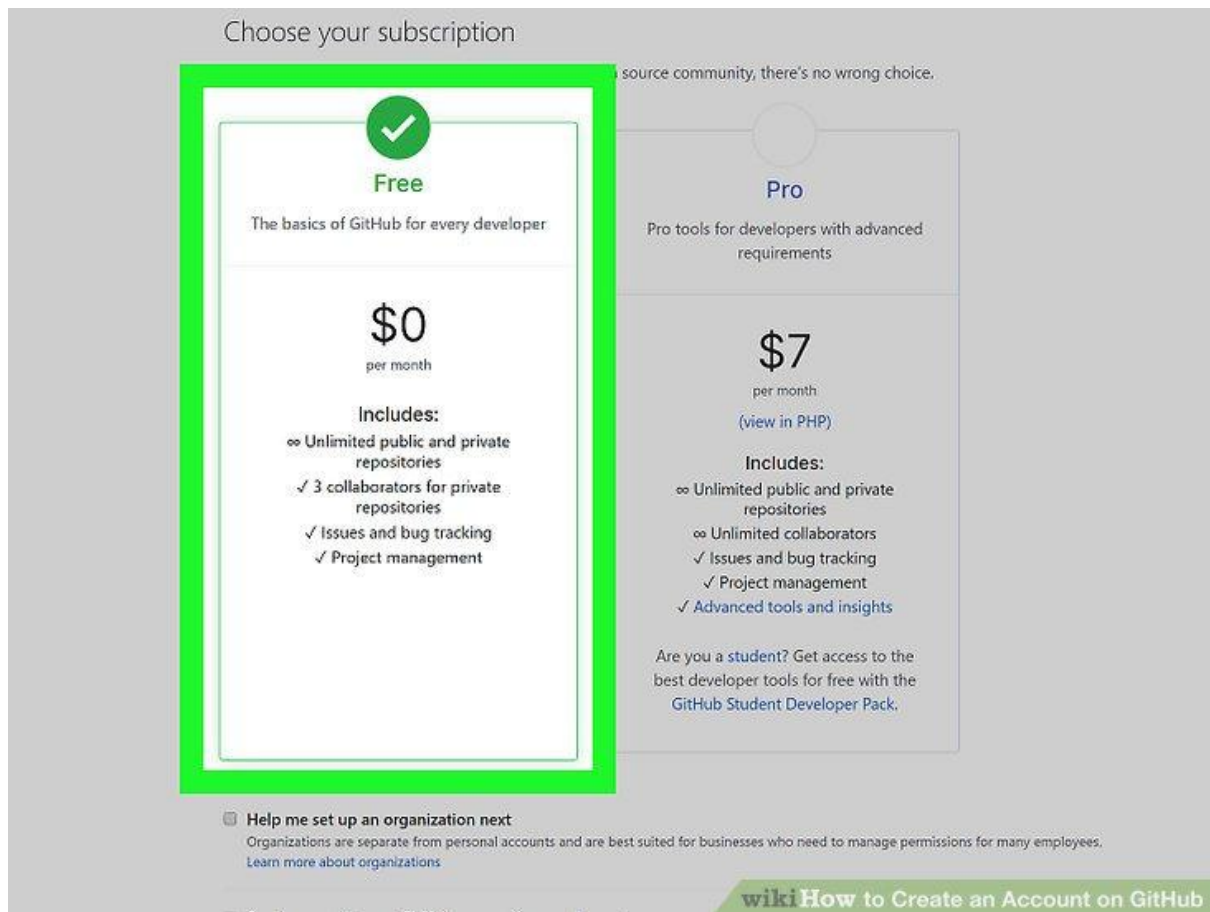 Choose your subscription
source community, there's no wrong choice.
Free
The basics of GitHub for every developer
$0
per month
Includes:
∞ Unlimited public and private
repositories
✓ 3 collaborators for private
repositories
✓ Issues and bug tracking
✓ Project management
Pro
Pro tools for developers with advanced
requirements
$7
per month
(view in PHP)
Includes:
∞ Unlimited public and private
repositories
∞ Unlimited collaborators
✓ Issues and bug tracking
✓ Project management
✓ Advanced tools and insights
Are you a student? Get access to the
best developer tools for free with the
GitHub Student Developer Pack.
Help me set up an organization next
Organizations are separate from personal accounts and are best suited for businesses who need to manage permissions for many employees.
Learn more about organizations
wikiHow to Create an Account on GitHub